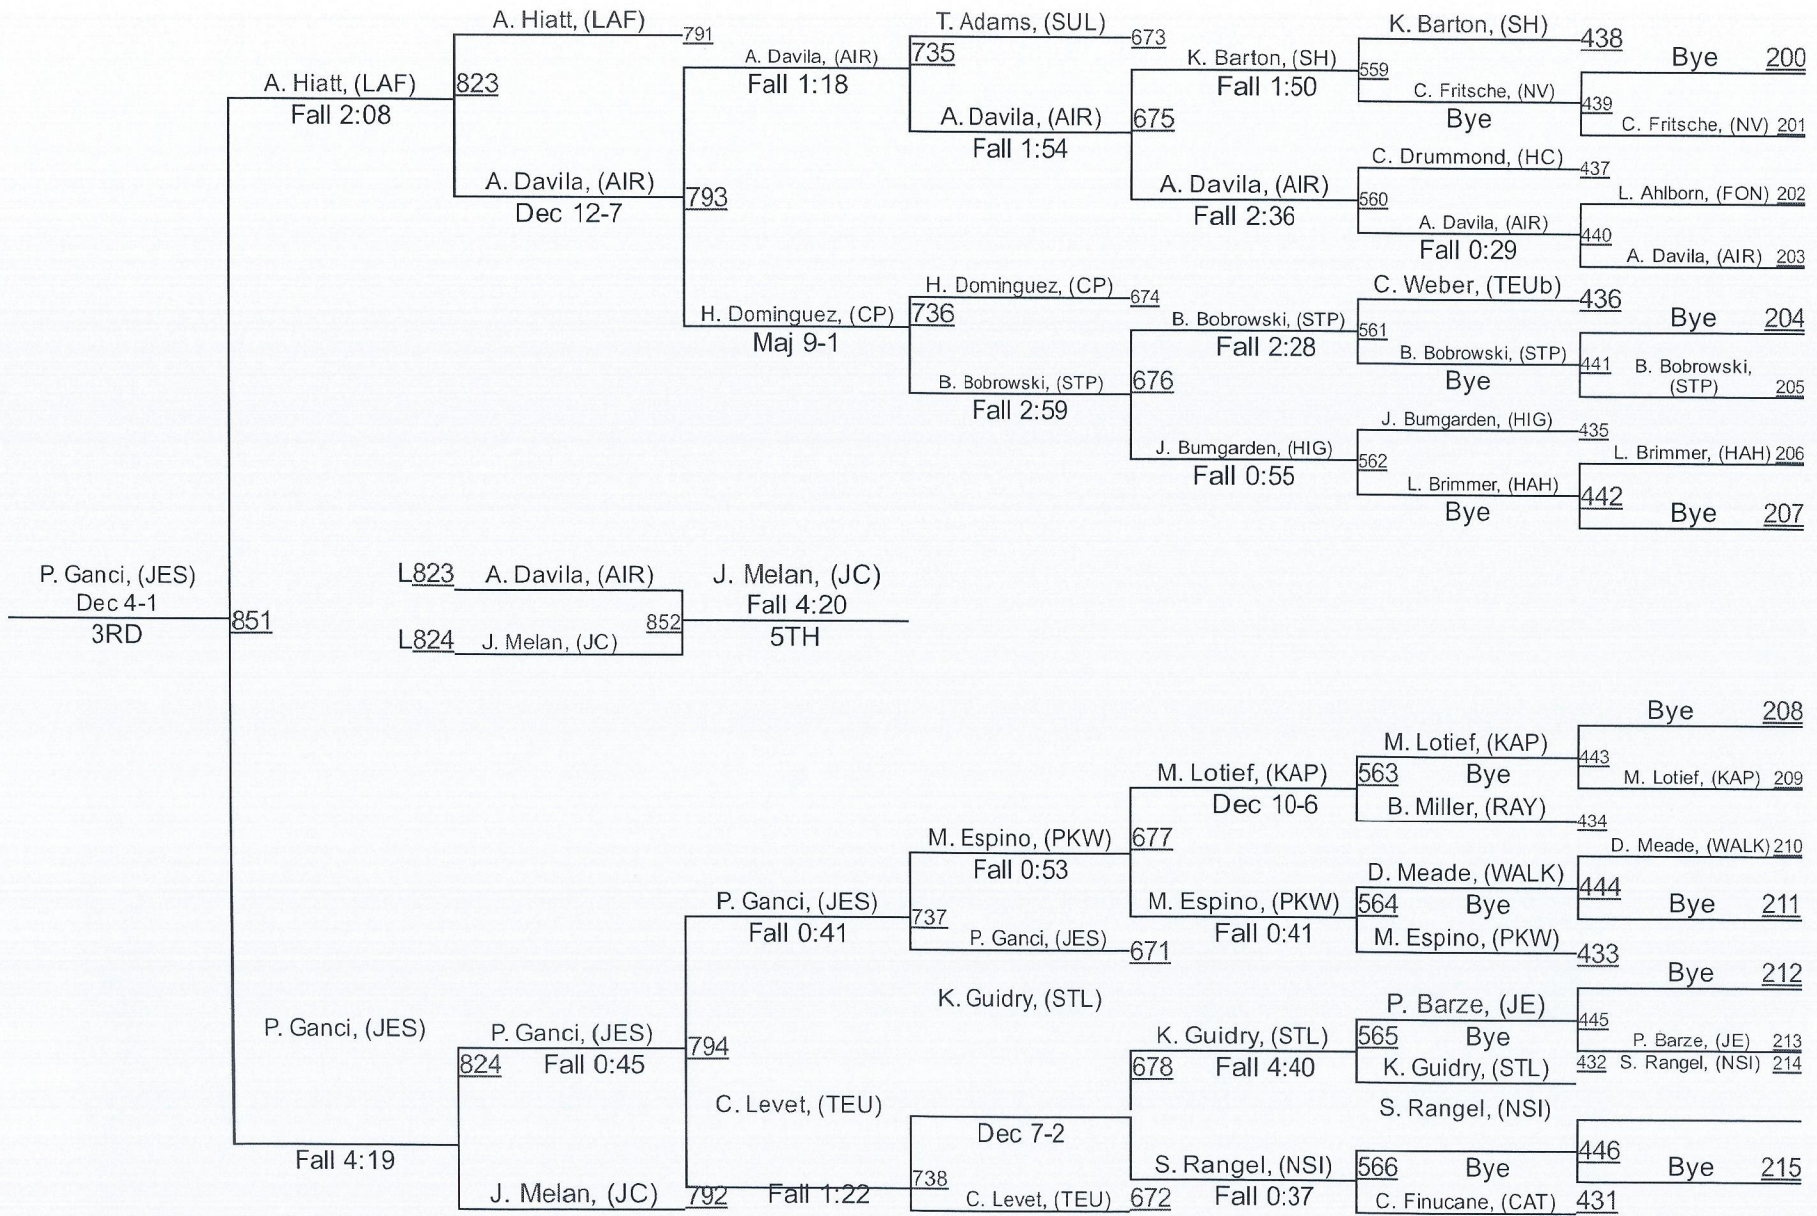 A. Hiatt, (LAF)
791
823
A. Hiatt, (LAF)
Fall 2:08
A. Davila, (AIR)
Dec 12-7
793
A. Davila, (AIR)
Fall 1:18
735
T. Adams, (SUL)
673
A. Davila, (AIR)
Fall 1:54
675
K. Barton, (SH)
Fall 1:50
559
K. Barton, (SH)
438
C. Fritsche, (NV)
Bye
439
Bye 200
C. Fritsche, (NV) 201
A. Davila, (AIR)
Fall 2:36
560
C. Drummond, (HC)
437
A. Davila, (AIR)
Fall 0:29
440
L. Ahlborn, (FON) 202
A. Davila, (AIR) 203
H. Dominguez, (CP)
Maj 9-1
736
H. Dominguez, (CP)
674
B. Bobrowski, (STP)
Fall 2:59
676
B. Bobrowski, (STP)
Fall 2:28
561
C. Weber, (TEUb)
436
B. Bobrowski, (STP)
Bye
441
Bye 204
B. Bobrowski,
(STP) 205
J. Bumgarden, (HIG)
Fall 0:55
562
J. Bumgarden, (HIG)
435
L. Brimmer, (HAH)
Bye
442
L. Brimmer, (HAH) 206
Bye 207
P. Ganci, (JES)
Dec 4-1
3RD
851
L823 A. Davila, (AIR)
L824 J. Melan, (JC)
852
J. Melan, (JC)
Fall 4:20
5TH
Bye 208
M. Lotief, (KAP)
443
Bye
M. Lotief, (KAP) 209
M. Lotief, (KAP)
Dec 10-6
563
B. Miller, (RAY)
434
M. Espino, (PKW)
Fall 0:53
677
D. Meade, (WALK) 210
D. Meade, (WALK)
444
Bye
Bye 211
M. Espino, (PKW)
Fall 0:41
564
M. Espino, (PKW)
433
P. Ganci, (JES)
Fall 0:41
737
P. Ganci, (JES)
671
Bye 212
K. Guidry, (STL)
P. Barze, (JE)
445
Bye
P. Barze, (JE) 213
K. Guidry, (STL)
Fall 4:40
565
K. Guidry, (STL)
432
S. Rangel, (NSI) 214
678
P. Ganci, (JES)
Fall 4:19
824
P. Ganci, (JES)
Fall 0:45
794
C. Levet, (TEU)
Fall 1:22
738
Dec 7-2
S. Rangel, (NSI)
446
Bye
Bye 215
S. Rangel, (NSI)
Fall 0:37
566
C. Finucane, (CAT)
431
C. Levet, (TEU)
672
J. Melan, (JC)
792